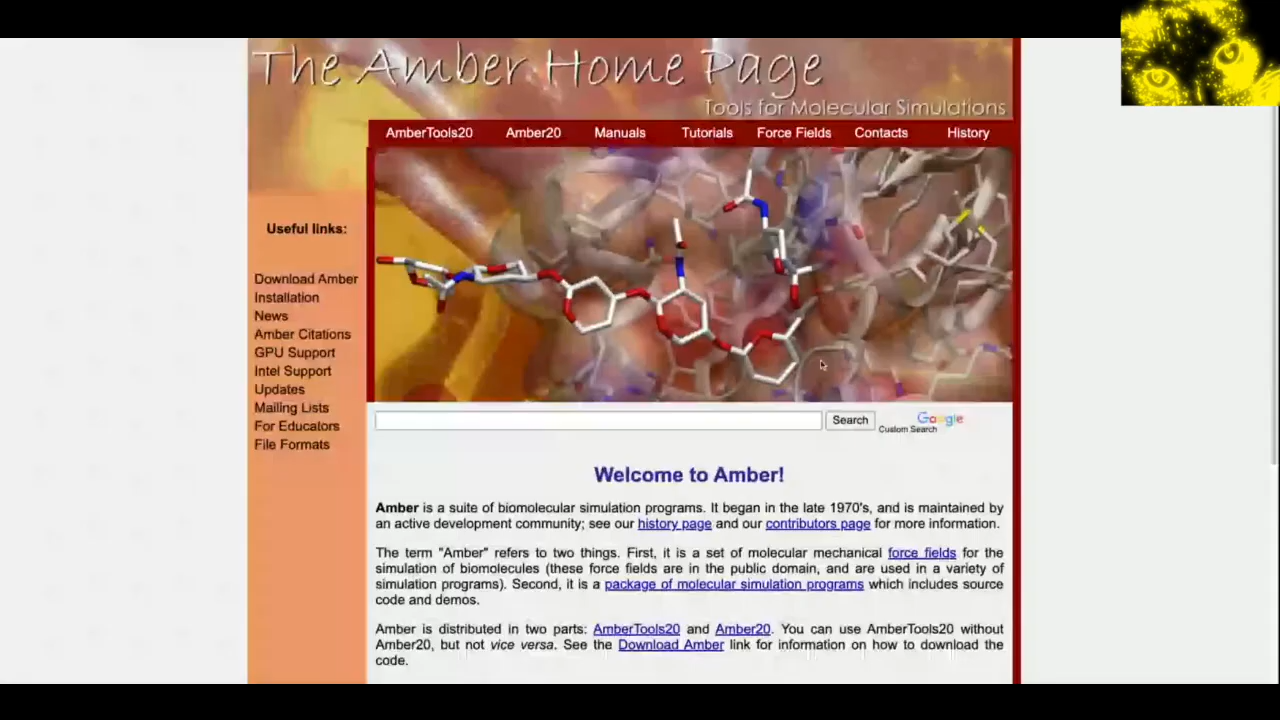 The Amber Home Page
Tools for Molecular Simulations
AmberTools20 Amber20 Manuals Tutorials Force Fields Contacts History
Useful links:
Download Amber
Installation
News
Amber Citations
GPU Support
Intel Support
Updates
Mailing Lists
For Educators
File Formats
Search
Google
Custom Search
Welcome to Amber!
Amber is a suite of biomolecular simulation programs. It began in the late 1970's, and is maintained by
an active development community; see our history page and our contributors page for more information.
The term "Amber" refers to two things. First, it is a set of molecular mechanical force fields for the
simulation of biomolecules (these force fields are in the public domain, and are used in a variety of
simulation programs). Second, it is a package of molecular simulation programs which includes source
code and demos.
Amber is distributed in two parts: AmberTools20 and Amber20. You can use AmberTools20 without
Amber20, but not vice versa. See the Download Amber link for information on how to download the
code.